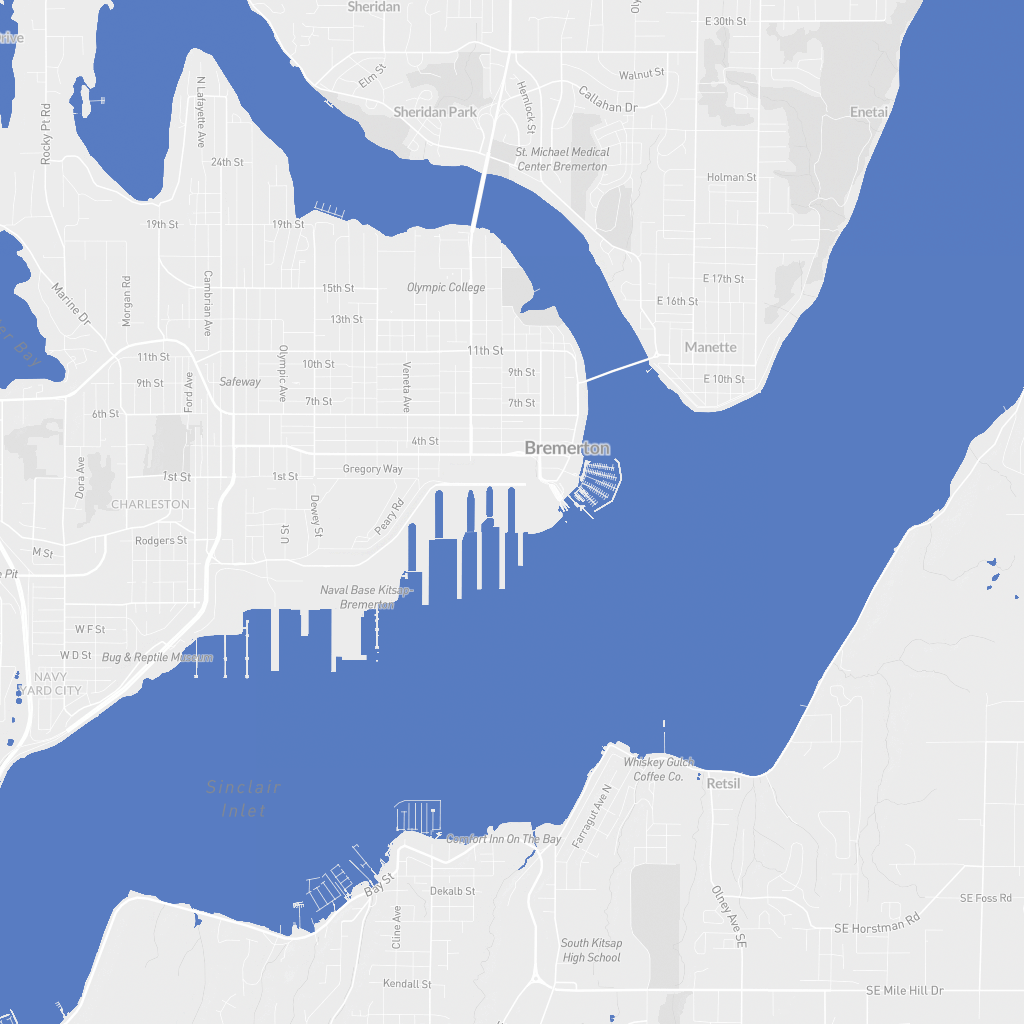 Sheridan
E 30th St
Elm St
Walnut St
Callahan Dr
N Lafayette Ave
Hemlock St
Sheridan Park
Enetai
Rocky Pt Rd
24th St
St. Michael Medical
Center Bremerton
Holman St
19th St
19th St
Marine Dr
Morgan Rd
Cambrian Ave
15th St
Olympic College
E 17th St
E 16th St
13th St
Manette
11th St
10th St
11th St
9th St
9th St
E 10th St
Ford Ave
Safeway
Olympic Ave
Veneta Ave
7th St
7th St
6th St
4th St
Bremerton
Dora Ave
1st St
1st St
Gregory Way
CHARLESTON
Dewey St
Peary Rd
U St
Rodgers St
M St
Pit
Naval Base Kitsap-
Bremerton
W F St
W D St
Bug & Reptile Museum
NAVY
YARD CITY
Sinclair
Inlet
Whiskey Gulch
Coffee Co.
Retsil
Farragut Ave N
Comfort Inn On The Bay
Bay St
Dekalb St
Cline Ave
Olney Ave SE
SE Foss Rd
SE Horstman Rd
South Kitsap
High School
Kendall St
SE Mile Hill Dr